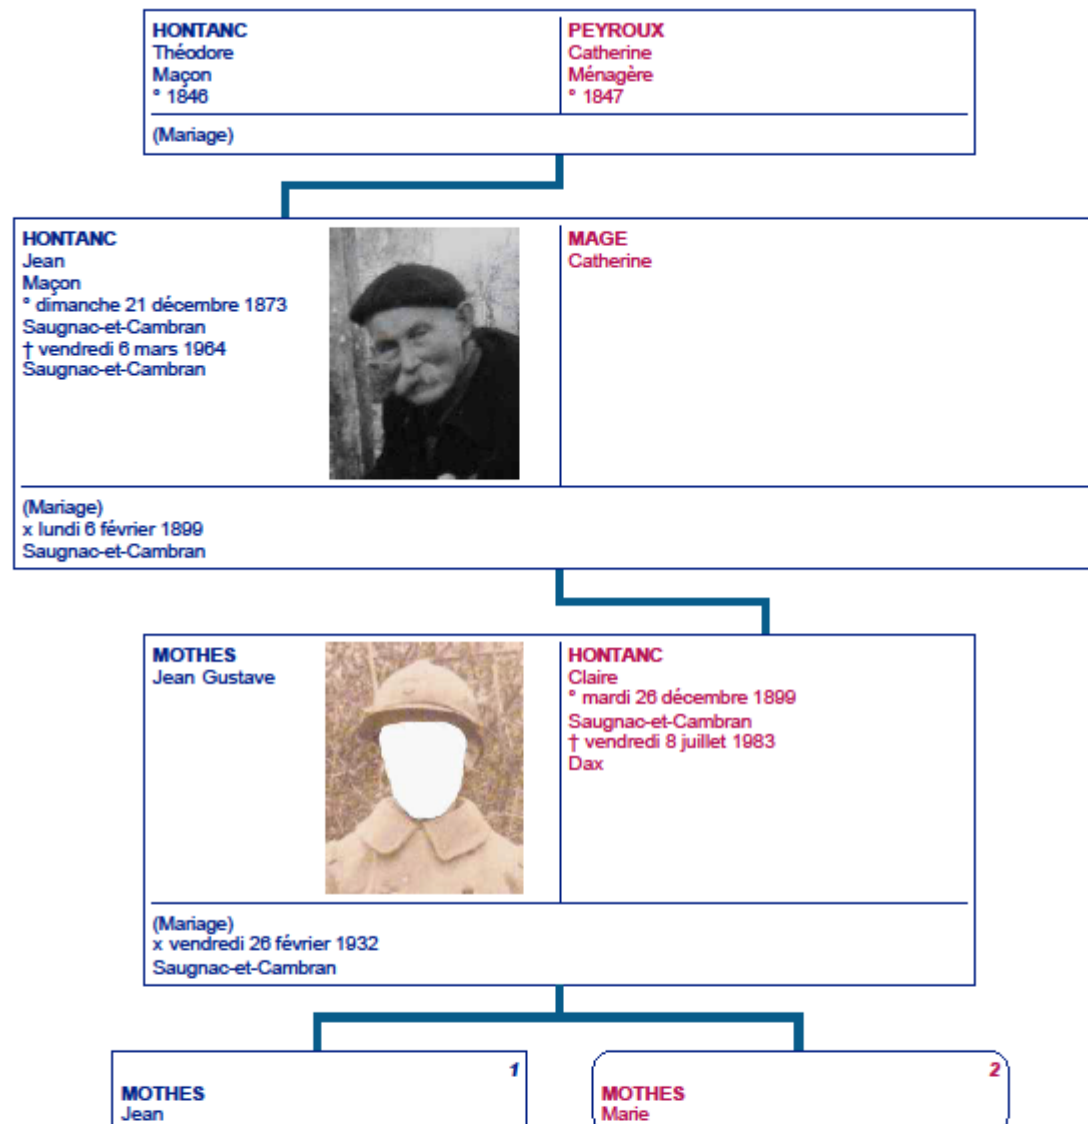 HONTANC
Théodore
Maçon
° 1846
PEYROUX
Catherine
Ménagère
° 1847
(Mariage)
HONTANC
Jean
Maçon
° dimanche 21 décembre 1873
Saugnac-et-Cambran
† vendredi 6 mars 1964
Saugnac-et-Cambran
MAGE
Catherine
(Mariage)
x lundi 6 février 1899
Saugnac-et-Cambran
MOTHES
Jean Gustave
HONTANC
Claire
° mardi 26 décembre 1899
Saugnac-et-Cambran
† vendredi 8 juillet 1983
Dax
(Mariage)
x vendredi 26 février 1932
Saugnac-et-Cambran
1
MOTHES
Jean
2
MOTHES
Marie